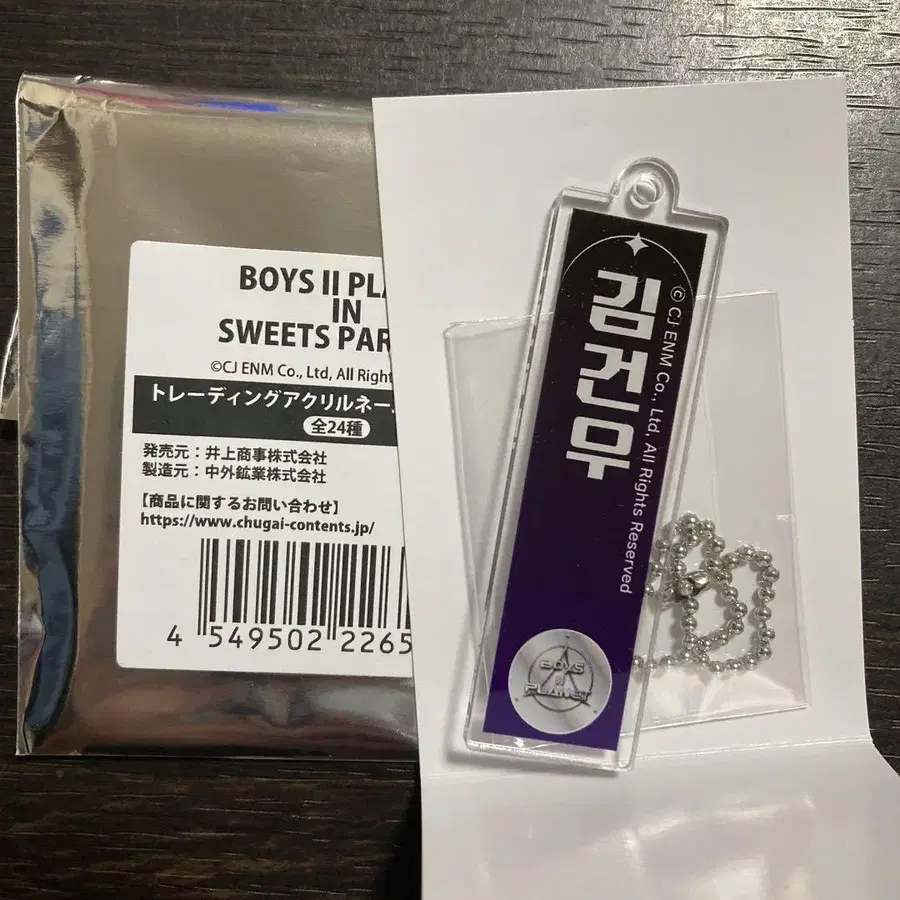 BOYS II PLA
IN
SWEETS PAR
©CJ ENM Co., Ltd, All Right
トレーディングアクリルネー
全24種
発売元：井上商事株式会社
製造元：中外鉱業株式会社
【商品に関するお問い合わせ】
https://www.chugai-contents.jp/
4 549502 2265
김건우
© CJ ENM Co., Ltd, All Rights Reserved
BOYS
II
PLANET